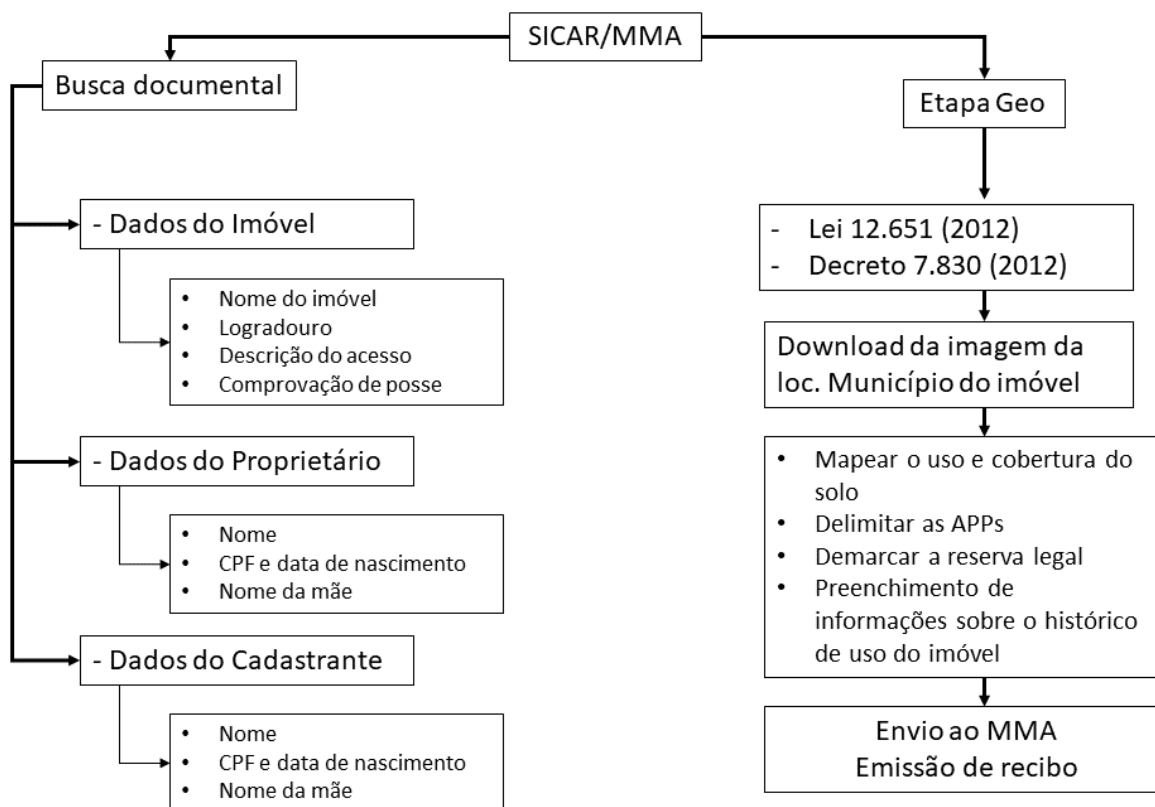 SICAR/MMA
Busca documental
- Dados do Imóvel
• Nome do imóvel
• Logradouro
• Descrição do acesso
• Comprovação de posse
- Dados do Proprietário
• Nome
• CPF e data de nascimento
• Nome da mãe
- Dados do Cadastrante
• Nome
• CPF e data de nascimento
• Nome da mãe
Etapa Geo
- Lei 12.651 (2012)
- Decreto 7.830 (2012)
Download da imagem da
loc. Município do imóvel
• Mapear o uso e cobertura do
solo
• Delimitar as APPs
• Demarcar a reserva legal
• Preenchimento de
informações sobre o histórico
de uso do imóvel
Envio ao MMA
Emissão de recibo